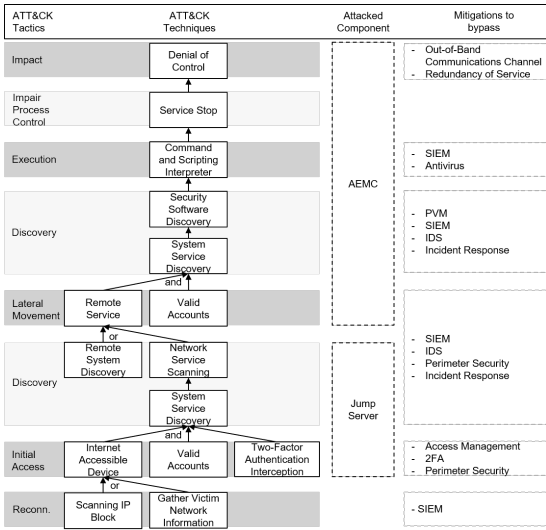 ATT&CK
Tactics
ATT&CK
Techniques
Attacked
Component
Mitigations to
bypass
Impact
Denial of
Control
- Out-of-Band
Communications Channel
- Redundancy of Service
Impair
Process
Control
Service Stop
Execution
Command
and Scripting
Interpreter
- SIEM
- Antivirus
AEMC
Discovery
Security
Software
Discovery
System
Service
Discovery
- PVM
- SIEM
- IDS
- Incident Response
and
Lateral
Movement
Remote
Service
Valid
Accounts
or
Discovery
Remote
System
Discovery
Network
Service
Scanning
System
Service
Discovery
Jump
Server
- SIEM
- IDS
- Perimeter Security
- Incident Response
and
Initial
Access
Internet
Accessible
Device
Valid
Accounts
Two-Factor
Authentication
Interception
- Access Management
- 2FA
- Perimeter Security
or
Reconn.
Scanning IP
Block
Gather Victim
Network
Information
- SIEM